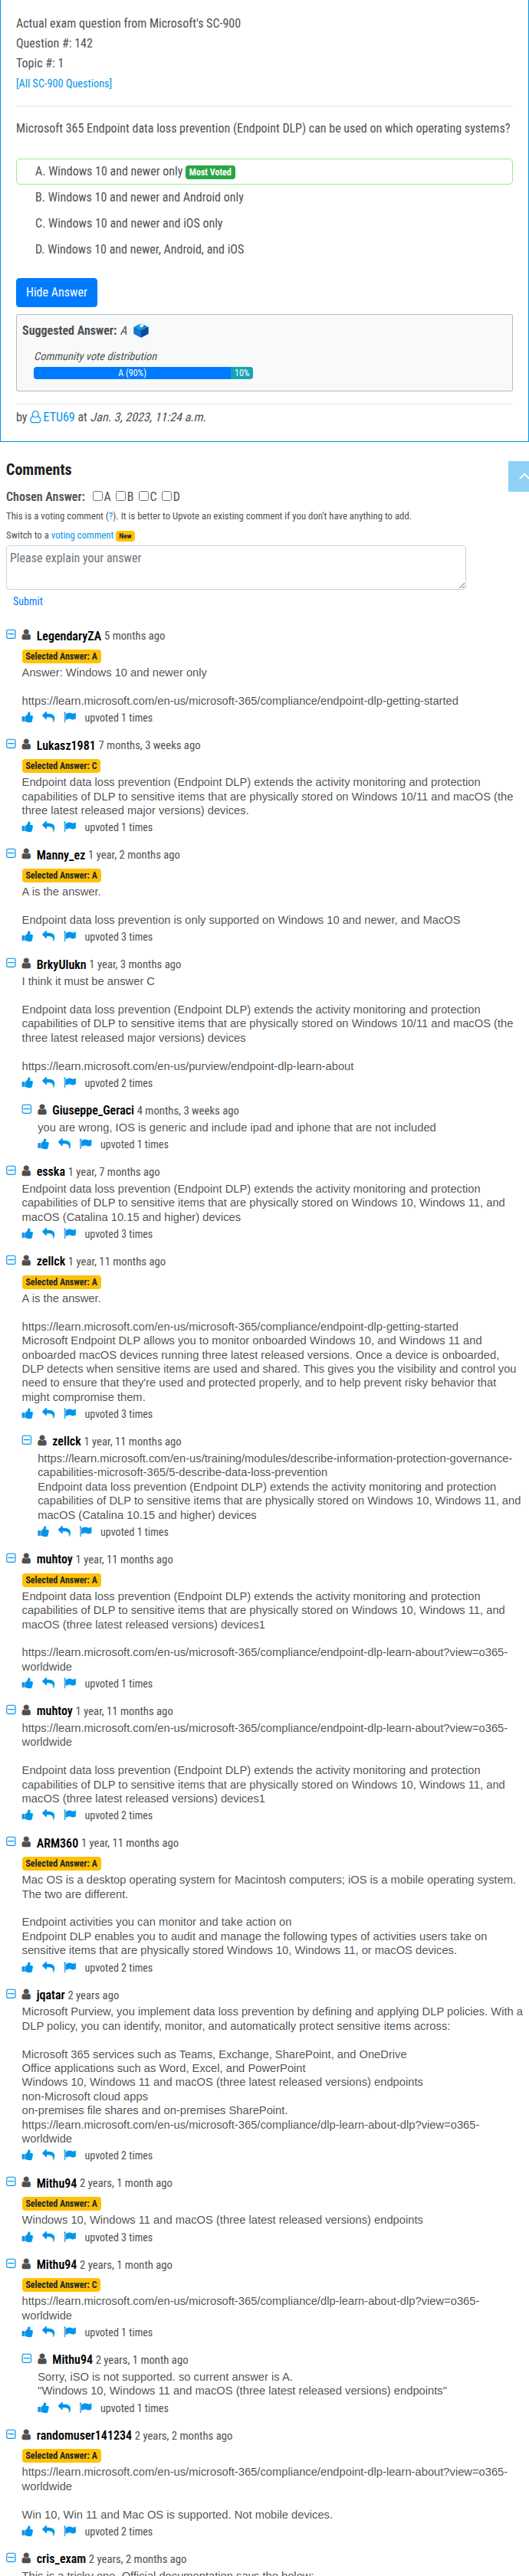 Actual exam question from Microsoft's SC-900
Question #: 142
Topic #: 1
[All SC-900 Questions]
Microsoft 365 Endpoint data loss prevention (Endpoint DLP) can be used on which operating systems?
A. Windows 10 and newer only Most Voted
B. Windows 10 and newer and Android only
C. Windows 10 and newer and iOS only
D. Windows 10 and newer, Android, and iOS
Hide Answer
Suggested Answer: A
Community vote distribution
A (90%) 10%
by ETU69 at Jan. 3, 2023, 11:24 a.m.
Comments
Chosen Answer: A B C D
This is a voting comment (?). It is better to Upvote an existing comment if you don't have anything to add.
Switch to a voting comment New
Please explain your answer
Submit
LegendaryZA 5 months ago
Selected Answer: A
Answer: Windows 10 and newer only
https://learn.microsoft.com/en-us/microsoft-365/compliance/endpoint-dlp-getting-started
upvoted 1 times
Lukasz1981 7 months, 3 weeks ago
Selected Answer: C
Endpoint data loss prevention (Endpoint DLP) extends the activity monitoring and protection
capabilities of DLP to sensitive items that are physically stored on Windows 10/11 and macOS (the
three latest released major versions) devices.
upvoted 1 times
Manny_ez 1 year, 2 months ago
Selected Answer: A
A is the answer.
Endpoint data loss prevention is only supported on Windows 10 and newer, and MacOS
upvoted 3 times
BrkyUlukn 1 year, 3 months ago
I think it must be answer C
Endpoint data loss prevention (Endpoint DLP) extends the activity monitoring and protection
capabilities of DLP to sensitive items that are physically stored on Windows 10/11 and macOS (the
three latest released major versions) devices
https://learn.microsoft.com/en-us/purview/endpoint-dlp-learn-about
upvoted 2 times
Giuseppe_Geraci 4 months, 3 weeks ago
you are wrong, IOS is generic and include ipad and iphone that are not included
upvoted 1 times
esska 1 year, 7 months ago
Endpoint data loss prevention (Endpoint DLP) extends the activity monitoring and protection
capabilities of DLP to sensitive items that are physically stored on Windows 10, Windows 11, and
macOS (Catalina 10.15 and higher) devices
upvoted 3 times
zellck 1 year, 11 months ago
Selected Answer: A
A is the answer.
https://learn.microsoft.com/en-us/microsoft-365/compliance/endpoint-dlp-getting-started
Microsoft Endpoint DLP allows you to monitor onboarded Windows 10, and Windows 11 and
onboarded macOS devices running three latest released versions. Once a device is onboarded,
DLP detects when sensitive items are used and shared. This gives you the visibility and control you
need to ensure that they're used and protected properly, and to help prevent risky behavior that
might compromise them.
upvoted 3 times
zellck 1 year, 11 months ago
https://learn.microsoft.com/en-us/training/modules/describe-information-protection-governance-
capabilities-microsoft-365/5-describe-data-loss-prevention
Endpoint data loss prevention (Endpoint DLP) extends the activity monitoring and protection
capabilities of DLP to sensitive items that are physically stored on Windows 10, Windows 11, and
macOS (Catalina 10.15 and higher) devices
upvoted 1 times
muhtoy 1 year, 11 months ago
Selected Answer: A
Endpoint data loss prevention (Endpoint DLP) extends the activity monitoring and protection
capabilities of DLP to sensitive items that are physically stored on Windows 10, Windows 11, and
macOS (three latest released versions) devices1
https://learn.microsoft.com/en-us/microsoft-365/compliance/endpoint-dlp-learn-about?view=o365-
worldwide
upvoted 1 times
muhtoy 1 year, 11 months ago
https://learn.microsoft.com/en-us/microsoft-365/compliance/endpoint-dlp-learn-about?view=o365-
worldwide
Endpoint data loss prevention (Endpoint DLP) extends the activity monitoring and protection
capabilities of DLP to sensitive items that are physically stored on Windows 10, Windows 11, and
macOS (three latest released versions) devices1
upvoted 2 times
ARM360 1 year, 11 months ago
Selected Answer: A
Mac OS is a desktop operating system for Macintosh computers; iOS is a mobile operating system.
The two are different.
Endpoint activities you can monitor and take action on
Endpoint DLP enables you to audit and manage the following types of activities users take on
sensitive items that are physically stored Windows 10, Windows 11, or macOS devices.
upvoted 2 times
jqatar 2 years ago
Microsoft Purview, you implement data loss prevention by defining and applying DLP policies. With a
DLP policy, you can identify, monitor, and automatically protect sensitive items across:
Microsoft 365 services such as Teams, Exchange, SharePoint, and OneDrive
Office applications such as Word, Excel, and PowerPoint
Windows 10, Windows 11 and macOS (three latest released versions) endpoints
non-Microsoft cloud apps
on-premises file shares and on-premises SharePoint.
https://learn.microsoft.com/en-us/microsoft-365/compliance/dlp-learn-about-dlp?view=o365-
worldwide
upvoted 2 times
Mithu94 2 years, 1 month ago
Selected Answer: A
Windows 10, Windows 11 and macOS (three latest released versions) endpoints
upvoted 3 times
Mithu94 2 years, 1 month ago
Selected Answer: C
https://learn.microsoft.com/en-us/microsoft-365/compliance/dlp-learn-about-dlp?view=o365-
worldwide
upvoted 1 times
Mithu94 2 years, 1 month ago
Sorry, iSO is not supported. so current answer is A.
"Windows 10, Windows 11 and macOS (three latest released versions) endpoints"
upvoted 1 times
randomuser141234 2 years, 2 months ago
Selected Answer: A
https://learn.microsoft.com/en-us/microsoft-365/compliance/endpoint-dlp-learn-about?view=o365-
worldwide
Win 10, Win 11 and Mac OS is supported. Not mobile devices.
upvoted 2 times
cris_exam 2 years, 2 months ago
This is a tricky one. Official documentation says the below: